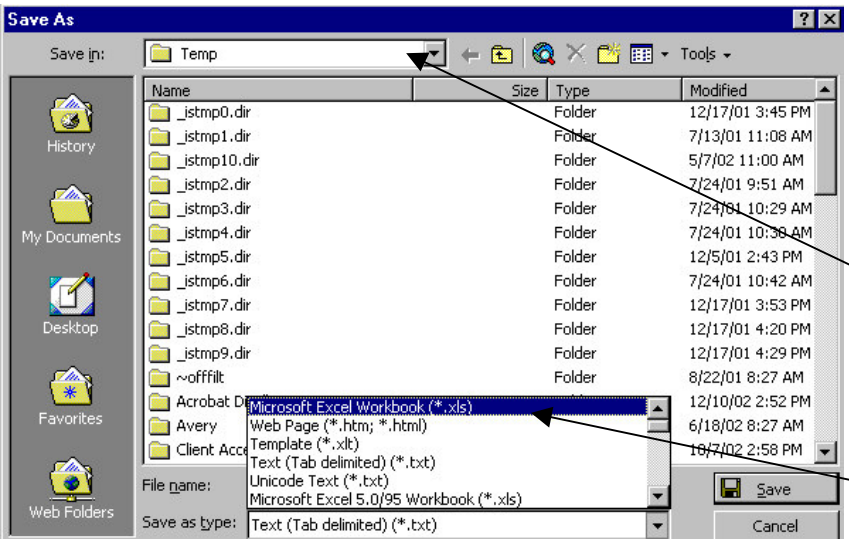 Save As
Save in: Temp Tools
Name Size Type Modified
_istmp0.dir Folder 12/17/01 3:45 PM
_istmp1.dir Folder 7/13/01 11:08 AM
_istmp10.dir Folder 5/7/02 11:00 AM
_istmp2.dir Folder 7/24/01 9:51 AM
_istmp3.dir Folder 7/24/01 10:29 AM
_istmp4.dir Folder 7/24/01 10:30 AM
_istmp5.dir Folder 12/5/01 2:43 PM
_istmp6.dir Folder 7/24/01 10:42 AM
_istmp7.dir Folder 12/17/01 3:53 PM
_istmp8.dir Folder 12/17/01 4:20 PM
_istmp9.dir Folder 12/17/01 4:29 PM
~offfilt Folder 8/22/01 8:27 AM
Acrobat 12/10/02 2:52 PM
Avery 6/18/02 8:27 AM
Client 10/7/02 2:58 PM
History
My Documents
Desktop
Favorites
Web Folders
Microsoft Excel Workbook (*.xls)
Web Page (*.htm; *.html)
Template (*.xlt)
Text (Tab delimited) (*.txt)
Unicode Text (*.txt)
Microsoft Excel 5.0/95 Workbook (*.xls)
File name: Save
Save as type: Text (Tab delimited) (*.txt) Cancel